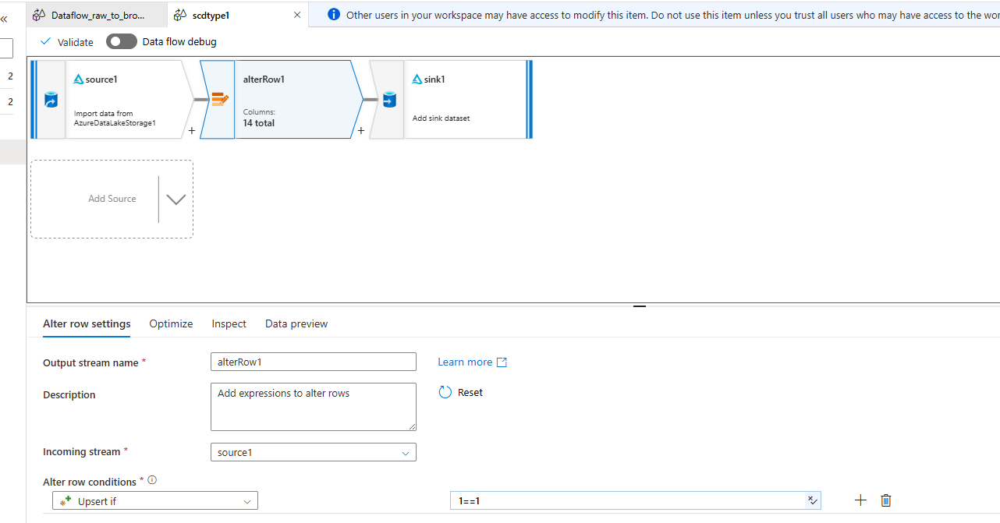 «
Dataflow_raw_to_bro...
scdtype1
Other users in your workspace may have access to modify this item. Do not use this item unless you trust all users who may have access to the
Validate
Data flow debug
2
2
source1
Import data from
AzureDataLakeStorage1
+
alterRow1
Columns:
14 total
+
sink1
Add sink dataset
Add Source
Alter row settings
Optimize
Inspect
Data preview
Output stream name *
alterRow1
Learn more
Description
Add expressions to alter rows
Reset
Incoming stream *
source1
Alter row conditions *
Upsert if
1==1